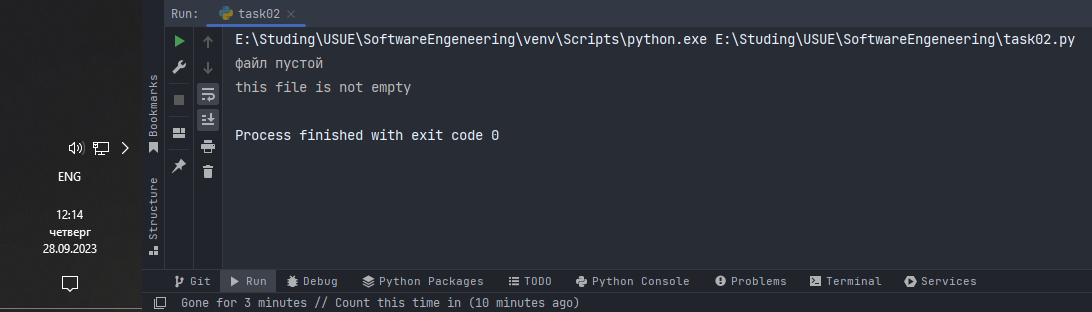 Run: task02
E:\Studing\USUE\SoftwareEngeneering\venv\Scripts\python.exe E:\Studing\USUE\SoftwareEngeneering\task02.py
файл пустой
this file is not empty
Process finished with exit code 0
Bookmarks
Structure
ENG
12:14
четверг
28.09.2023
Git Run Debug Python Packages TODO Python Console Problems Terminal Services
Gone for 3 minutes // Count this time in (10 minutes ago)